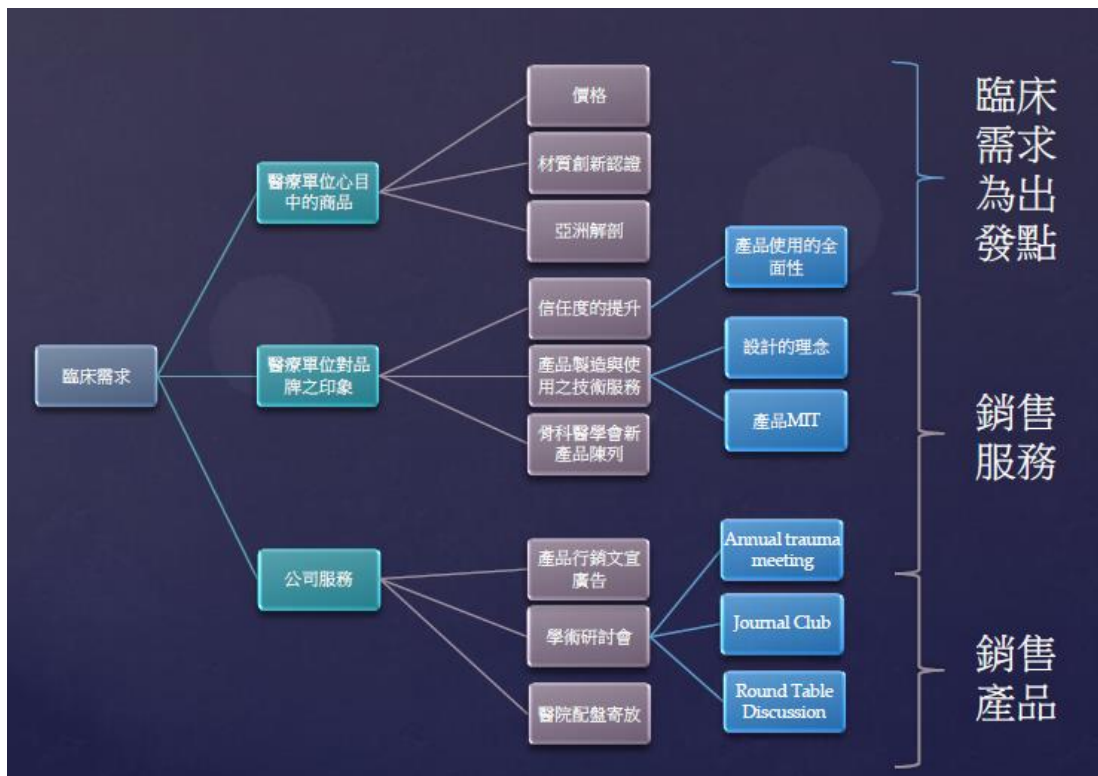 臨床需求
醫療單位心目
中的商品
價格
材質創新認證
亞洲解剖
醫療單位對品
牌之印象
信任度的提升
產品使用的全
面性
產品製造與使
用之技術服務
設計的理念
產品MIT
骨科醫學會新
產品陳列
公司服務
產品行銷文宣
廣告
學術研討會
Annual trauma
meeting
Journal Club
Round Table
Discussion
醫院配盤寄放
臨床
需求
為出
發點
銷售
服務
銷售
產品